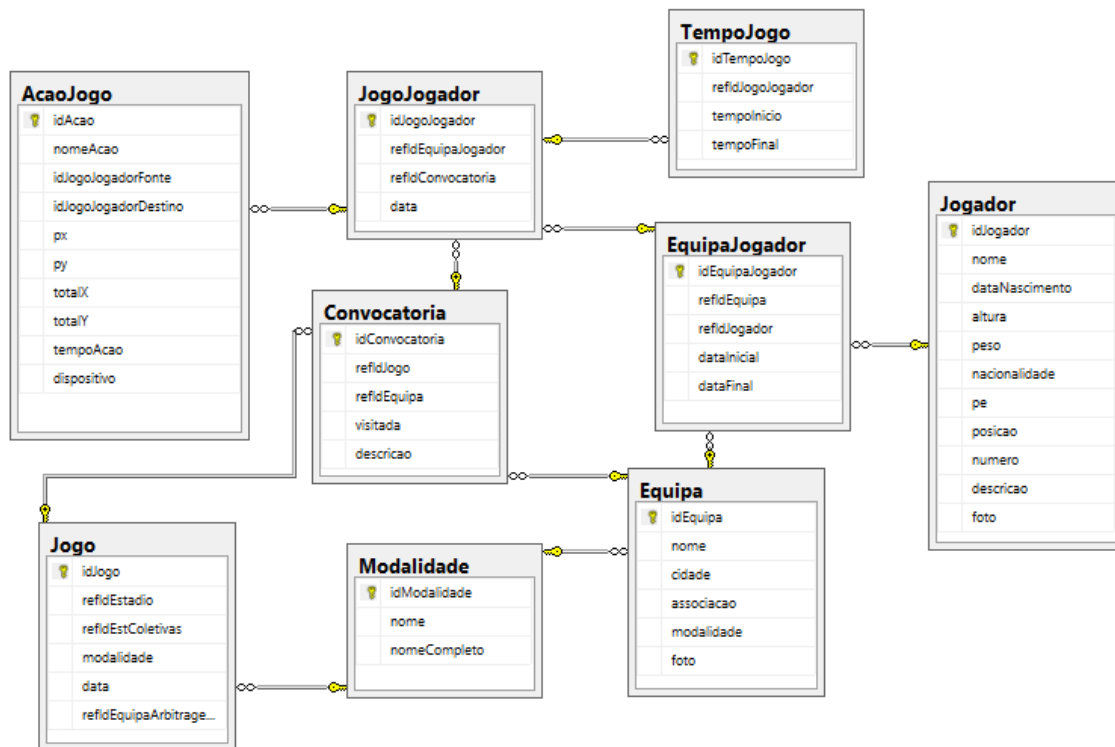 TempoJogo
idTempoJogo
refIdJogoJogador
tempoInicio
tempoFinal
AcaoJogo
idAcao
nomeAcao
idJogoJogadorFonte
idJogoJogadorDestino
px
py
totalX
totalY
tempoAcao
dispositivo
JogoJogador
idJogoJogador
refIdEquipaJogador
refIdConvocatoria
data
Jogador
idJogador
nome
dataNascimento
altura
peso
nacionalidade
pe
posicao
numero
descricao
foto
EquipaJogador
idEquipaJogador
refIdEquipa
refIdJogador
dataInicial
dataFinal
Convocatoria
idConvocatoria
refIdJogo
refIdEquipa
visitada
descricao
Equipa
idEquipa
nome
cidade
associacao
modalidade
foto
Jogo
idJogo
refIdEstadio
refIdEstColetivas
modalidade
data
refIdEquipaArbitrage...
Modalidade
idModalidade
nome
nomeCompleto